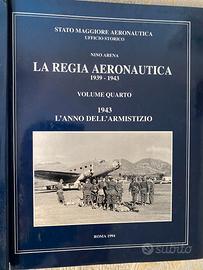 STATO MAGGIORE AERONAUTICA
UFFICIO STORICO
NINO ARENA
LA REGIA AERONAUTICA
1939 - 1943
VOLUME QUARTO
1943
L'ANNO DELL'ARMISTIZIO
ROMA 1994
subito